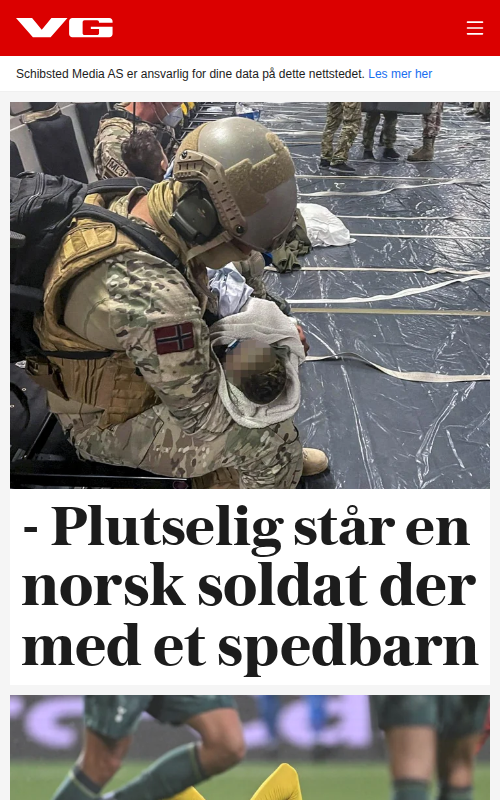 VG
Schibsted Media AS er ansvarlig for dine data på dette nettstedet. Les mer her
- Plutselig står en
norsk soldat der
med et spedbarn